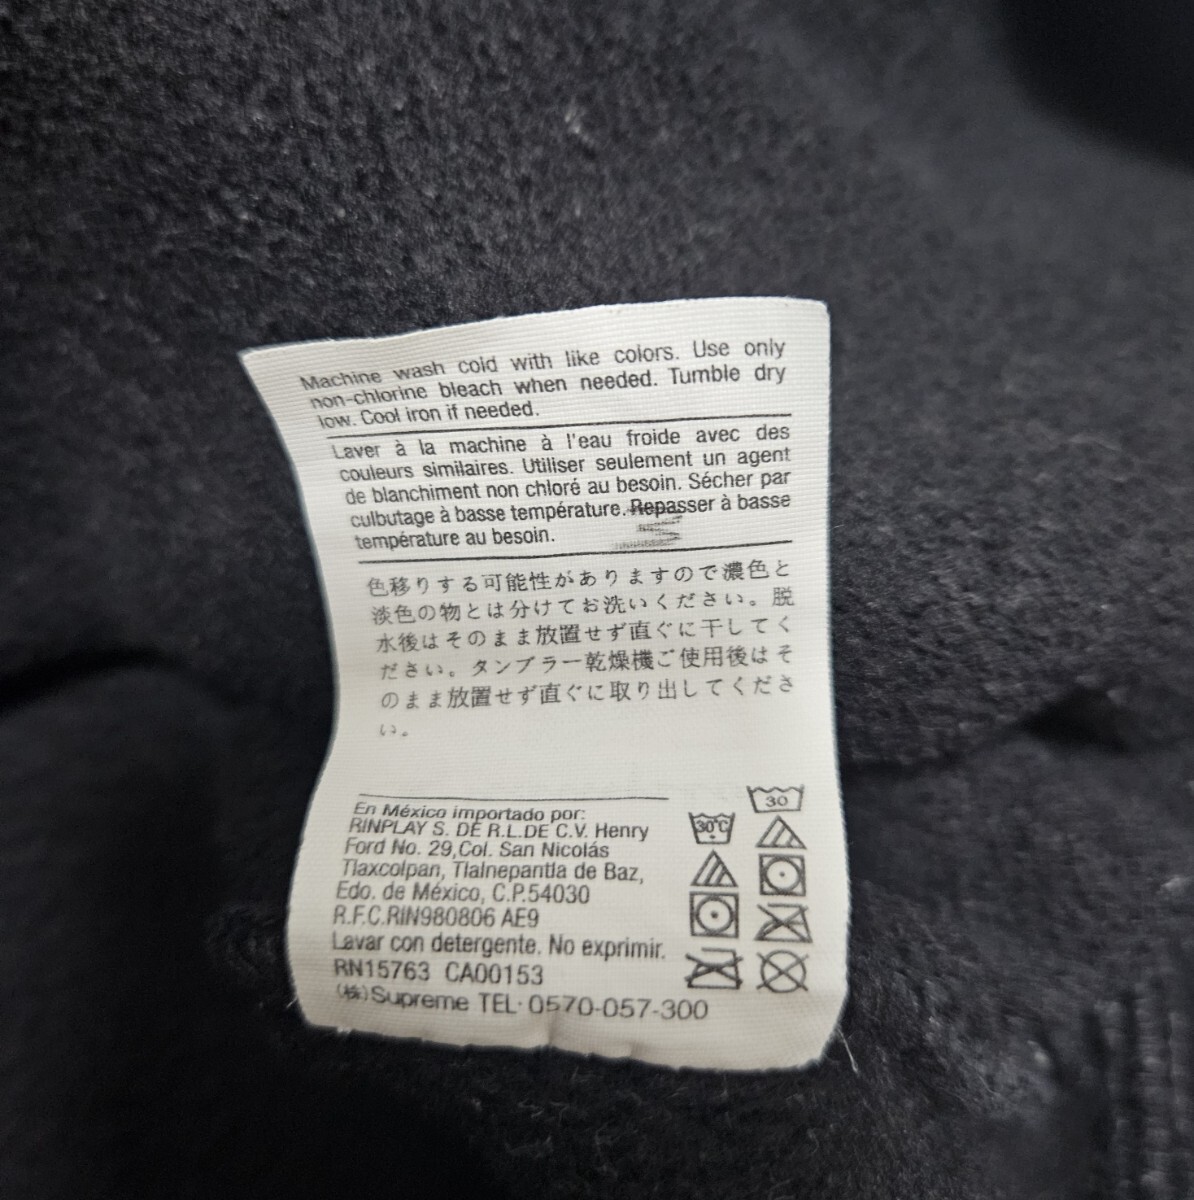 Machine wash cold with like colors. Use only
non-chlorine bleach when needed. Tumble dry
low. Cool iron if needed.
Laver à la machine à l'eau froide avec des
couleurs similaires. Utiliser seulement un agent
de blanchiment non chloré au besoin. Sécher par
culbutage à basse température. Repasser à basse
température au besoin.
色移りする可能性がありますので濃色と
淡色の物とは分けてお洗いください。脱
水後はそのまま放置せず直ぐに干してく
ださい。タンブラー乾燥機ご使用後はそ
のまま放置せず直ぐに取り出してくださ
い。
En México importado por:
RINPLAY S. DE R.L.DE C.V. Henry
Ford No. 29,Col. San Nicolás
Tlaxcolpan, Tlalnepantla de Baz,
Edo. de México, C.P.54030
R.F.C.RIN980806 AE9
Lavar con detergente. No exprimir.
RN15763 CA00153
(株)Supreme TEL·0570-057-300
30°C
30